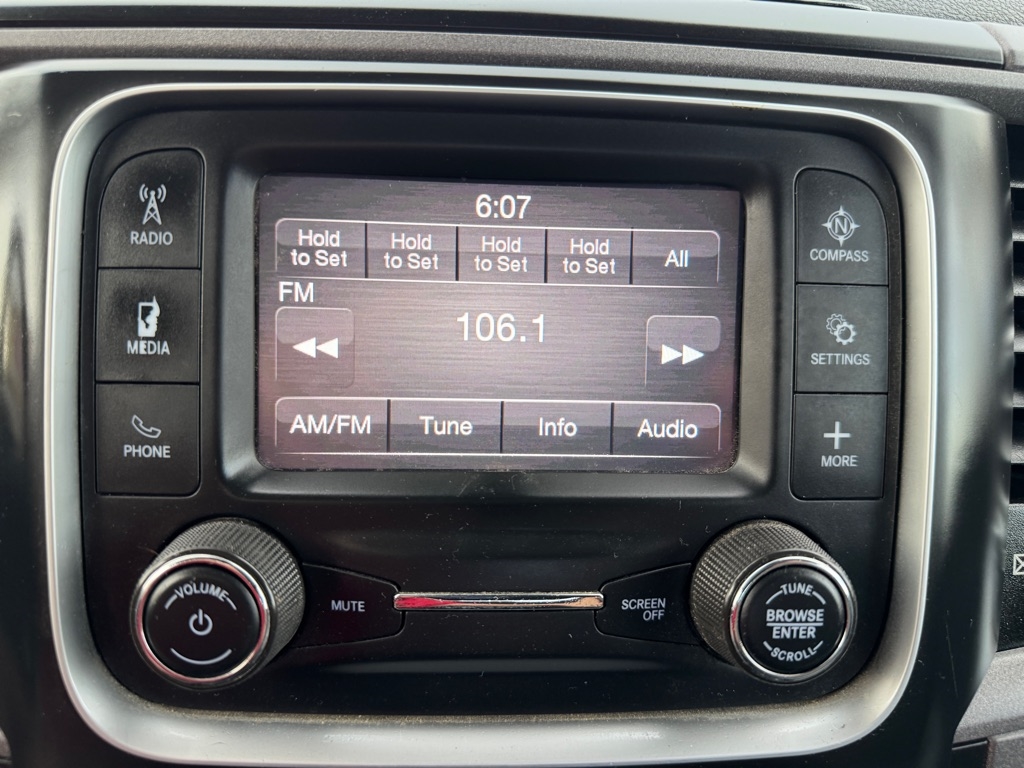 6:07
Hold to Set
Hold to Set
Hold to Set
Hold to Set
All
FM
106.1
AM/FM
Tune
Info
Audio
RADIO
MEDIA
PHONE
N
COMPASS
SETTINGS
MORE
VOLUME
MUTE
SCREEN
OFF
TUNE
BROWSE
ENTER
SCROLL